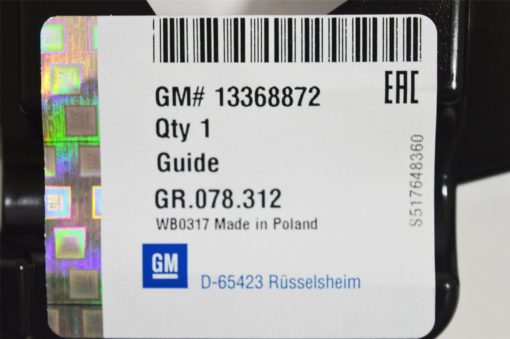 GM# 13368872
EAC
Qty 1
Guide
GR.078.312
WB0317 Made in Poland
S517648360
GM
D-65423 Rüsselsheim